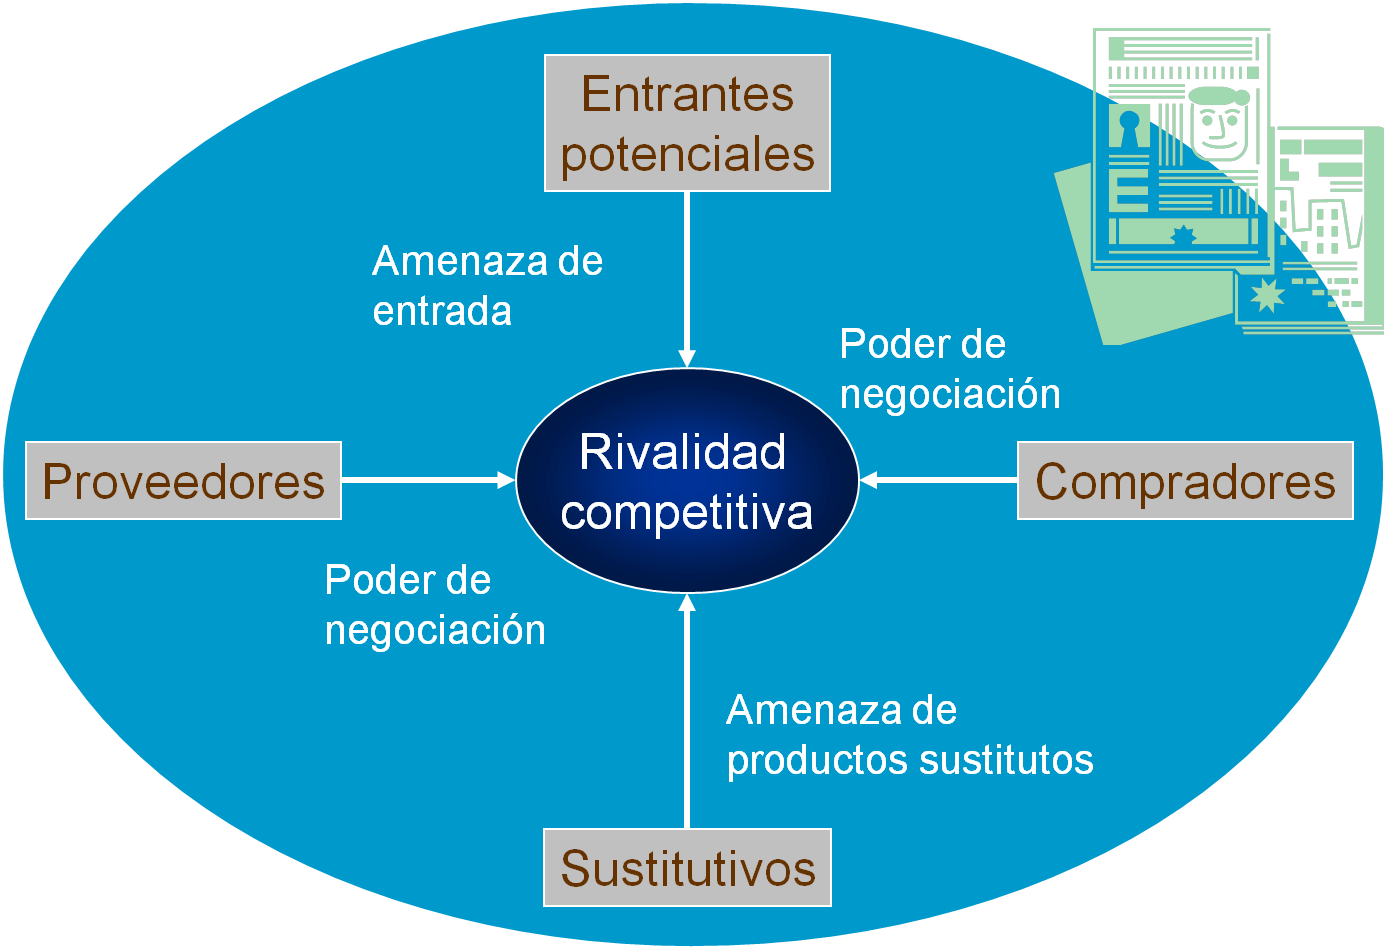 Entrantes
potenciales
Amenaza de
entrada
Poder de
negociación
Proveedores
Rivalidad
competitiva
Compradores
Poder de
negociación
Amenaza de
productos sustitutos
Sustitutivos
E